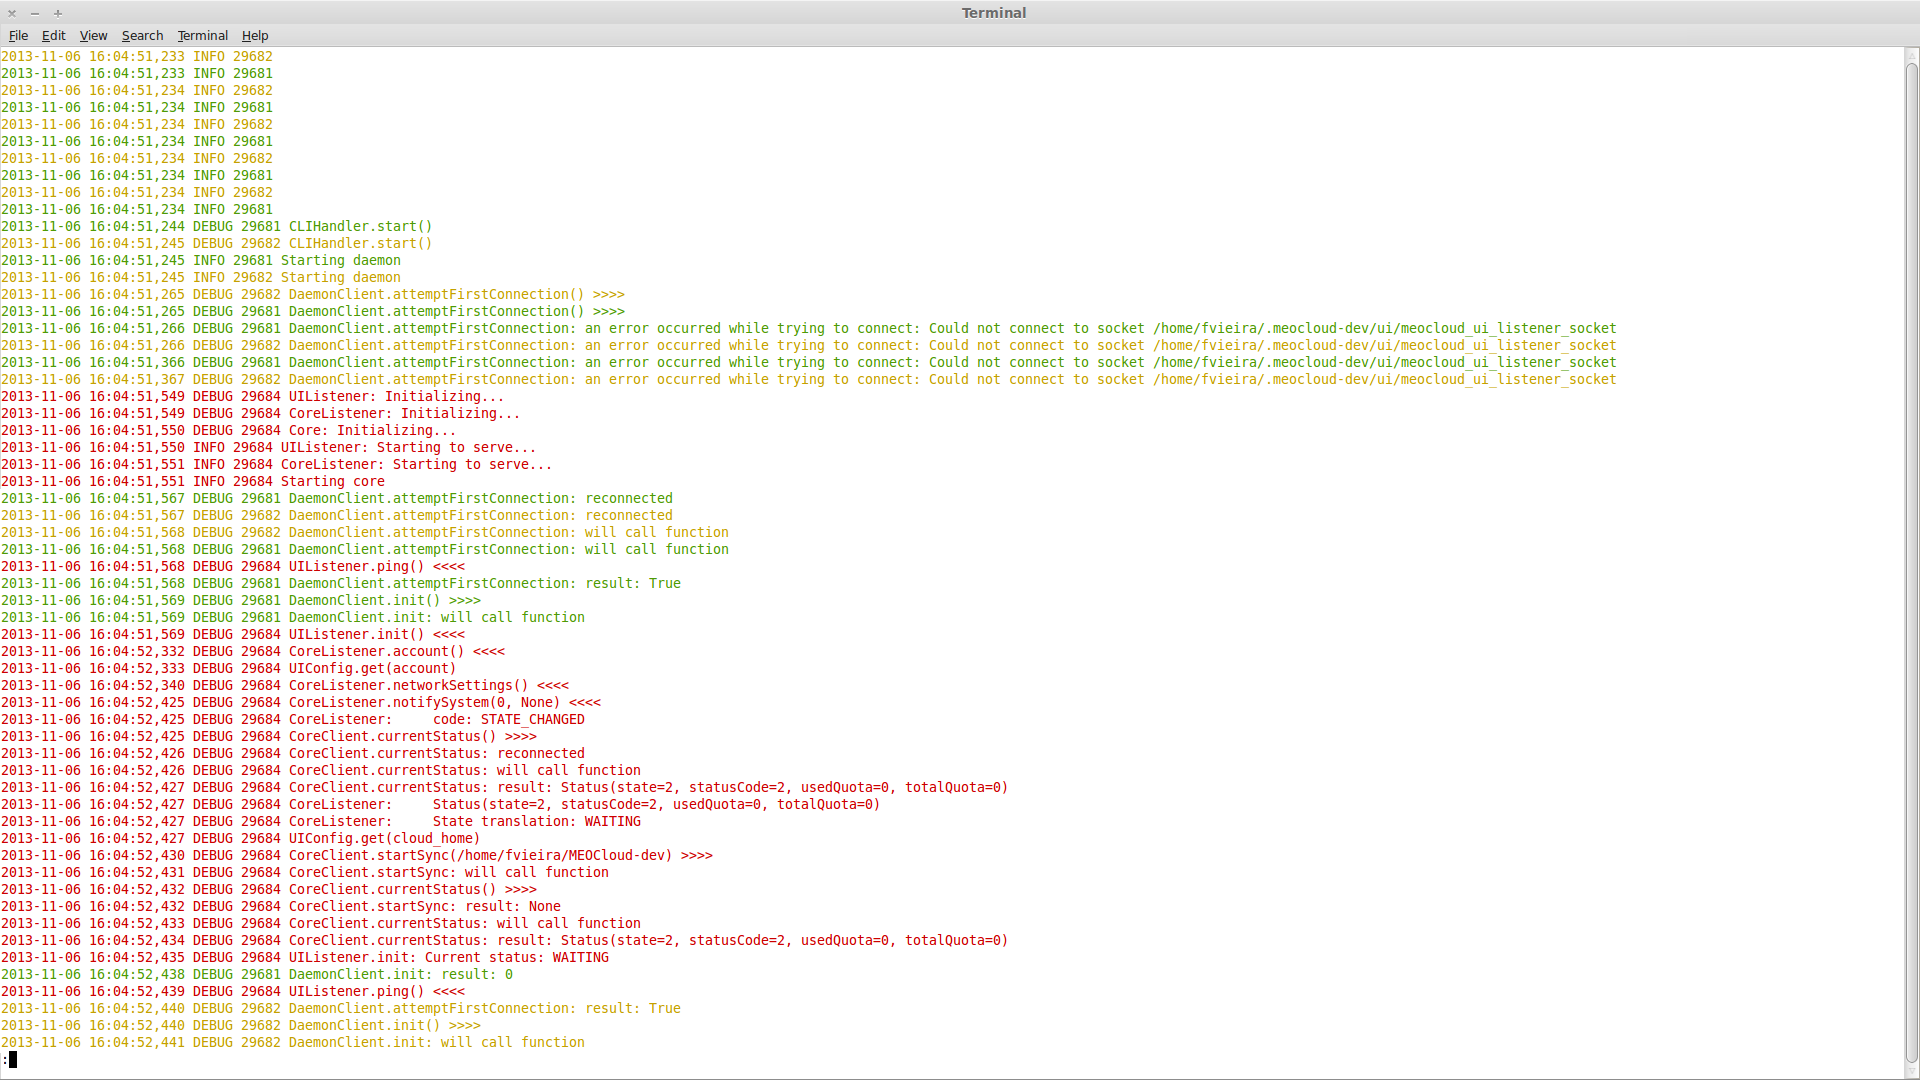 Terminal
File Edit View Search Terminal Help
2013-11-06 16:04:51,233 INFO 29682
2013-11-06 16:04:51,233 INFO 29681
2013-11-06 16:04:51,234 INFO 29682
2013-11-06 16:04:51,234 INFO 29681
2013-11-06 16:04:51,234 INFO 29682
2013-11-06 16:04:51,234 INFO 29681
2013-11-06 16:04:51,234 INFO 29682
2013-11-06 16:04:51,234 INFO 29681
2013-11-06 16:04:51,234 INFO 29682
2013-11-06 16:04:51,234 INFO 29681
2013-11-06 16:04:51,244 DEBUG 29681 CLIHandler.start()
2013-11-06 16:04:51,245 DEBUG 29682 CLIHandler.start()
2013-11-06 16:04:51,245 INFO 29681 Starting daemon
2013-11-06 16:04:51,245 INFO 29682 Starting daemon
2013-11-06 16:04:51,265 DEBUG 29682 DaemonClient.attemptFirstConnection() >>>>
2013-11-06 16:04:51,265 DEBUG 29681 DaemonClient.attemptFirstConnection() >>>>
2013-11-06 16:04:51,266 DEBUG 29681 DaemonClient.attemptFirstConnection: an error occurred while trying to connect: Could not connect to socket /home/fvieira/.meocloud-dev/ui/meocloud_ui_listener_socket
2013-11-06 16:04:51,266 DEBUG 29682 DaemonClient.attemptFirstConnection: an error occurred while trying to connect: Could not connect to socket /home/fvieira/.meocloud-dev/ui/meocloud_ui_listener_socket
2013-11-06 16:04:51,366 DEBUG 29681 DaemonClient.attemptFirstConnection: an error occurred while trying to connect: Could not connect to socket /home/fvieira/.meocloud-dev/ui/meocloud_ui_listener_socket
2013-11-06 16:04:51,367 DEBUG 29682 DaemonClient.attemptFirstConnection: an error occurred while trying to connect: Could not connect to socket /home/fvieira/.meocloud-dev/ui/meocloud_ui_listener_socket
2013-11-06 16:04:51,549 DEBUG 29684 UIListener: Initializing...
2013-11-06 16:04:51,549 DEBUG 29684 CoreListener: Initializing...
2013-11-06 16:04:51,550 DEBUG 29684 Core: Initializing...
2013-11-06 16:04:51,550 INFO 29684 UIListener: Starting to serve...
2013-11-06 16:04:51,551 INFO 29684 CoreListener: Starting to serve...
2013-11-06 16:04:51,551 INFO 29684 Starting core
2013-11-06 16:04:51,567 DEBUG 29681 DaemonClient.attemptFirstConnection: reconnected
2013-11-06 16:04:51,567 DEBUG 29682 DaemonClient.attemptFirstConnection: reconnected
2013-11-06 16:04:51,568 DEBUG 29682 DaemonClient.attemptFirstConnection: will call function
2013-11-06 16:04:51,568 DEBUG 29681 DaemonClient.attemptFirstConnection: will call function
2013-11-06 16:04:51,568 DEBUG 29684 UIListener.ping() <<<<
2013-11-06 16:04:51,568 DEBUG 29681 DaemonClient.attemptFirstConnection: result: True
2013-11-06 16:04:51,569 DEBUG 29681 DaemonClient.init() >>>>
2013-11-06 16:04:51,569 DEBUG 29681 DaemonClient.init: will call function
2013-11-06 16:04:51,569 DEBUG 29684 UIListener.init() <<<<
2013-11-06 16:04:52,332 DEBUG 29684 CoreListener.account() <<<<
2013-11-06 16:04:52,333 DEBUG 29684 UIConfig.get(account)
2013-11-06 16:04:52,340 DEBUG 29684 CoreListener.networkSettings() <<<<
2013-11-06 16:04:52,425 DEBUG 29684 CoreListener.notifySystem(0, None) <<<<
2013-11-06 16:04:52,425 DEBUG 29684 CoreListener:     code: STATE_CHANGED
2013-11-06 16:04:52,425 DEBUG 29684 CoreClient.currentStatus() >>>>
2013-11-06 16:04:52,426 DEBUG 29684 CoreClient.currentStatus: reconnected
2013-11-06 16:04:52,426 DEBUG 29684 CoreClient.currentStatus: will call function
2013-11-06 16:04:52,427 DEBUG 29684 CoreClient.currentStatus: result: Status(state=2, statusCode=2, usedQuota=0, totalQuota=0)
2013-11-06 16:04:52,427 DEBUG 29684 CoreListener:     Status(state=2, statusCode=2, usedQuota=0, totalQuota=0)
2013-11-06 16:04:52,427 DEBUG 29684 CoreListener:     State translation: WAITING
2013-11-06 16:04:52,427 DEBUG 29684 UIConfig.get(cloud_home)
2013-11-06 16:04:52,430 DEBUG 29684 CoreClient.startSync(/home/fvieira/MEOCloud-dev) >>>>
2013-11-06 16:04:52,431 DEBUG 29684 CoreClient.startSync: will call function
2013-11-06 16:04:52,432 DEBUG 29684 CoreClient.currentStatus() >>>>
2013-11-06 16:04:52,432 DEBUG 29684 CoreClient.startSync: result: None
2013-11-06 16:04:52,433 DEBUG 29684 CoreClient.currentStatus: will call function
2013-11-06 16:04:52,434 DEBUG 29684 CoreClient.currentStatus: result: Status(state=2, statusCode=2, usedQuota=0, totalQuota=0)
2013-11-06 16:04:52,435 DEBUG 29684 UIListener.init: Current status: WAITING
2013-11-06 16:04:52,438 DEBUG 29681 DaemonClient.init: result: 0
2013-11-06 16:04:52,439 DEBUG 29684 UIListener.ping() <<<<
2013-11-06 16:04:52,440 DEBUG 29682 DaemonClient.attemptFirstConnection: result: True
2013-11-06 16:04:52,440 DEBUG 29682 DaemonClient.init() >>>>
2013-11-06 16:04:52,441 DEBUG 29682 DaemonClient.init: will call function
: